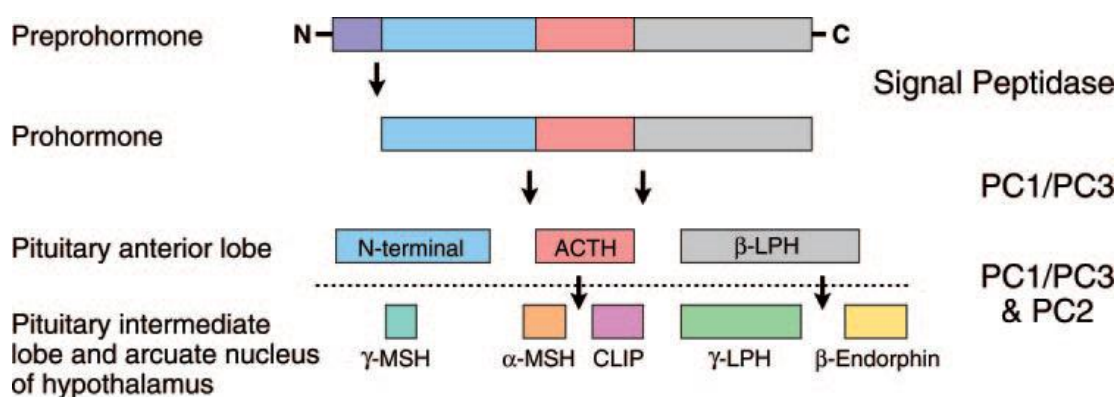 Preprohormone
N
C
Signal Peptidase
Prohormone
PC1/PC3
Pituitary anterior lobe
N-terminal
ACTH
β-LPH
PC1/PC3
& PC2
Pituitary intermediate
lobe and arcuate nucleus
of hypothalamus
γ-MSH
α-MSH
CLIP
γ-LPH
β-Endorphin